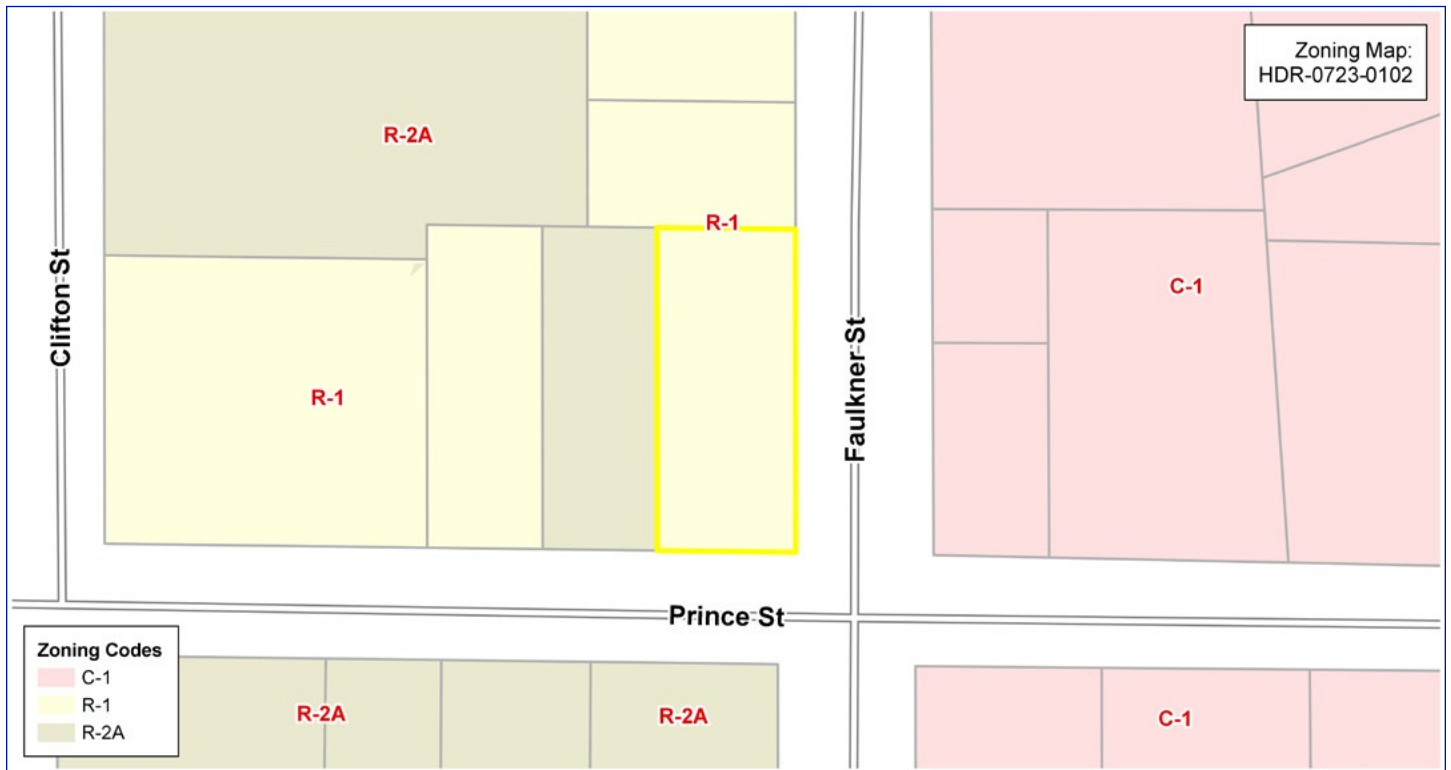 Zoning Map:
HDR-0723-0102
R-2A
R-1
C-1
Clifton St
R-1
Faulkner St
Prince St
Zoning Codes
C-1
R-1
R-2A
R-2A
R-2A
C-1